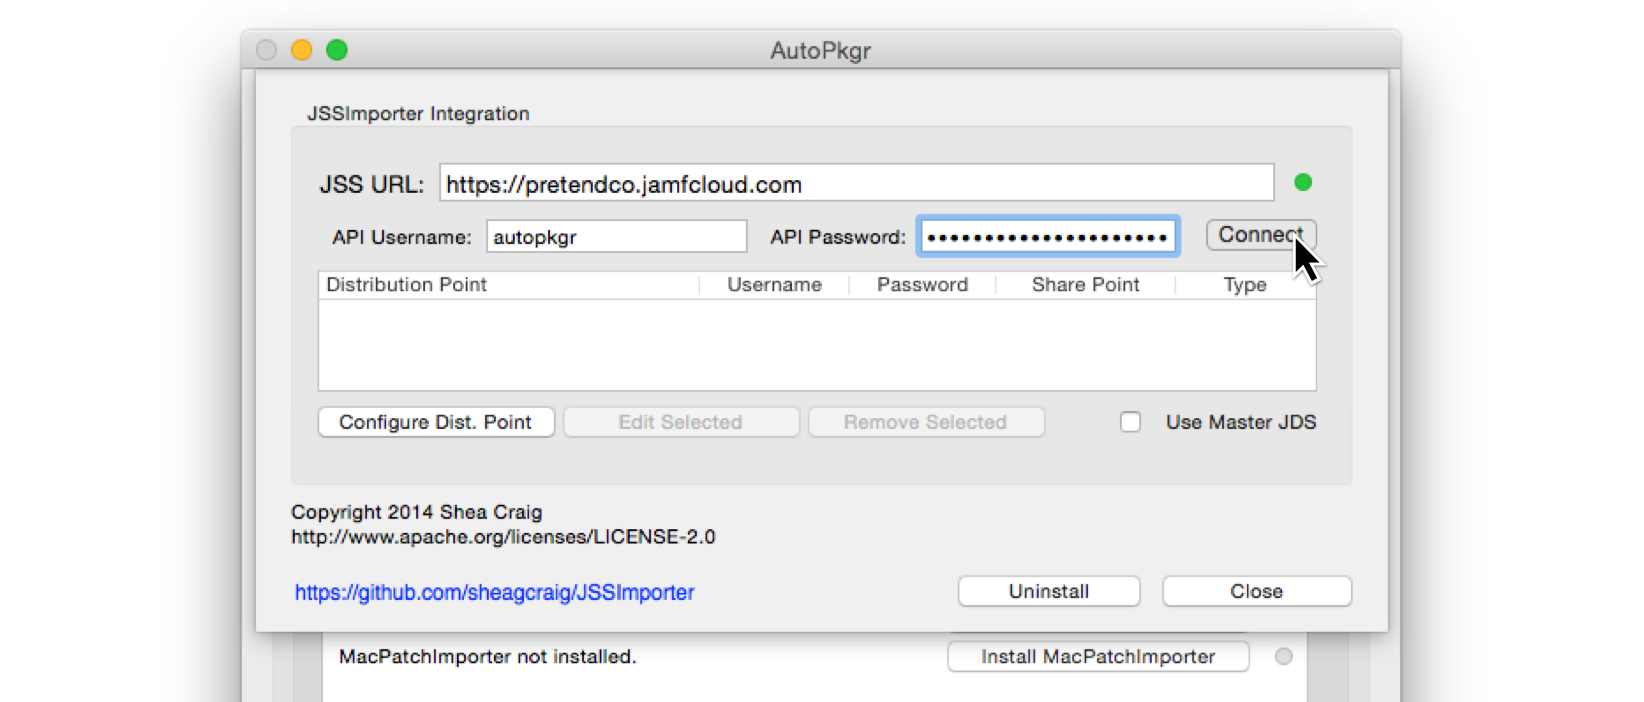 AutoPkgr
JSSImporter Integration
JSS URL: https://pretendco.jamfcloud.com
API Username: autopkgr API Password: ••••••••••••••••••••• Connect
Distribution Point Username Password Share Point Type
Configure Dist. Point Edit Selected Remove Selected Use Master JDS
Copyright 2014 Shea Craig
http://www.apache.org/licenses/LICENSE-2.0
https://github.com/sheagcraig/JSSImporter Uninstall Close
MacPatchImporter not installed. Install MacPatchImporter